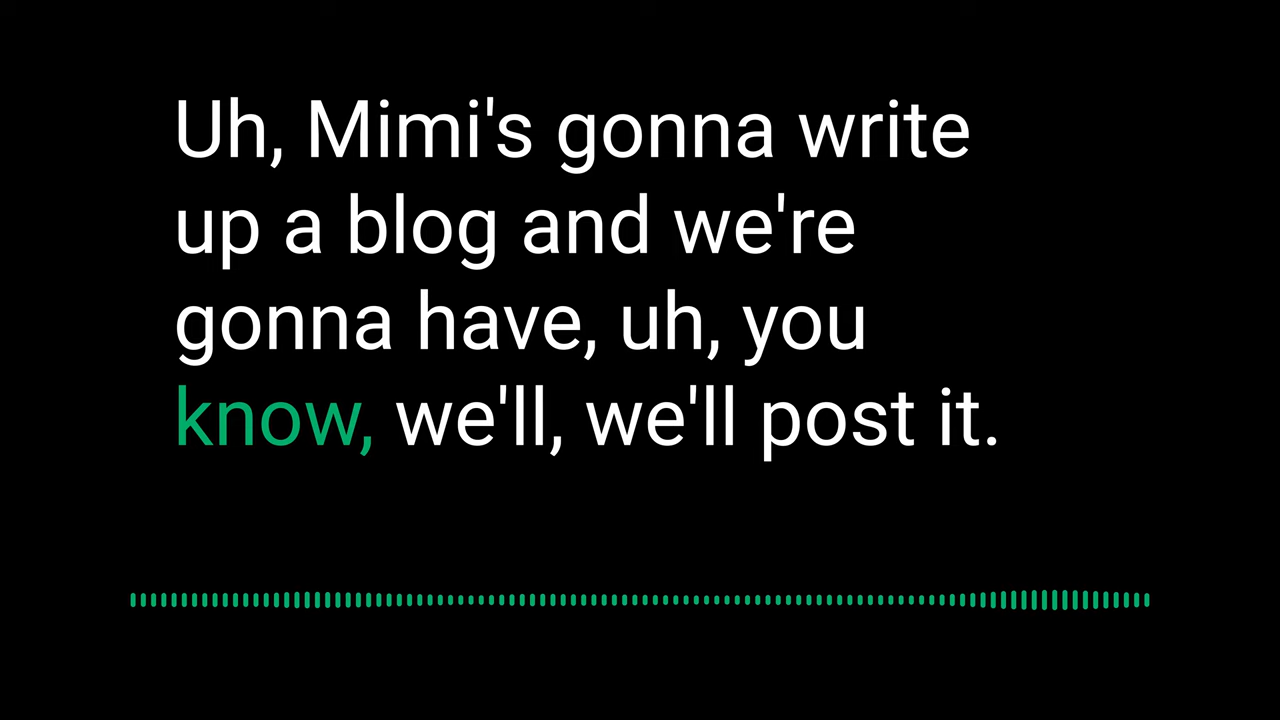 Uh, Mimi's gonna write
up a blog and we're
gonna have, uh, you
know, we'll, we'll post it.